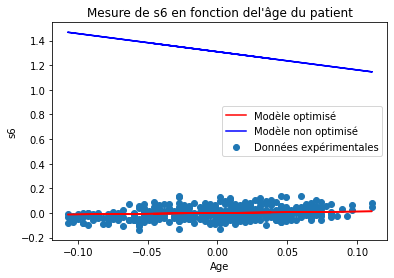 Mesure de s6 en fonction del'âge du patient
1.4
1.2
1.0
0.8
0.6
0.4
0.2
0.0
−0.2
s6
Modèle optimisé
Modèle non optimisé
Données expérimentales
−0.10
−0.05
0.00
0.05
0.10
Age